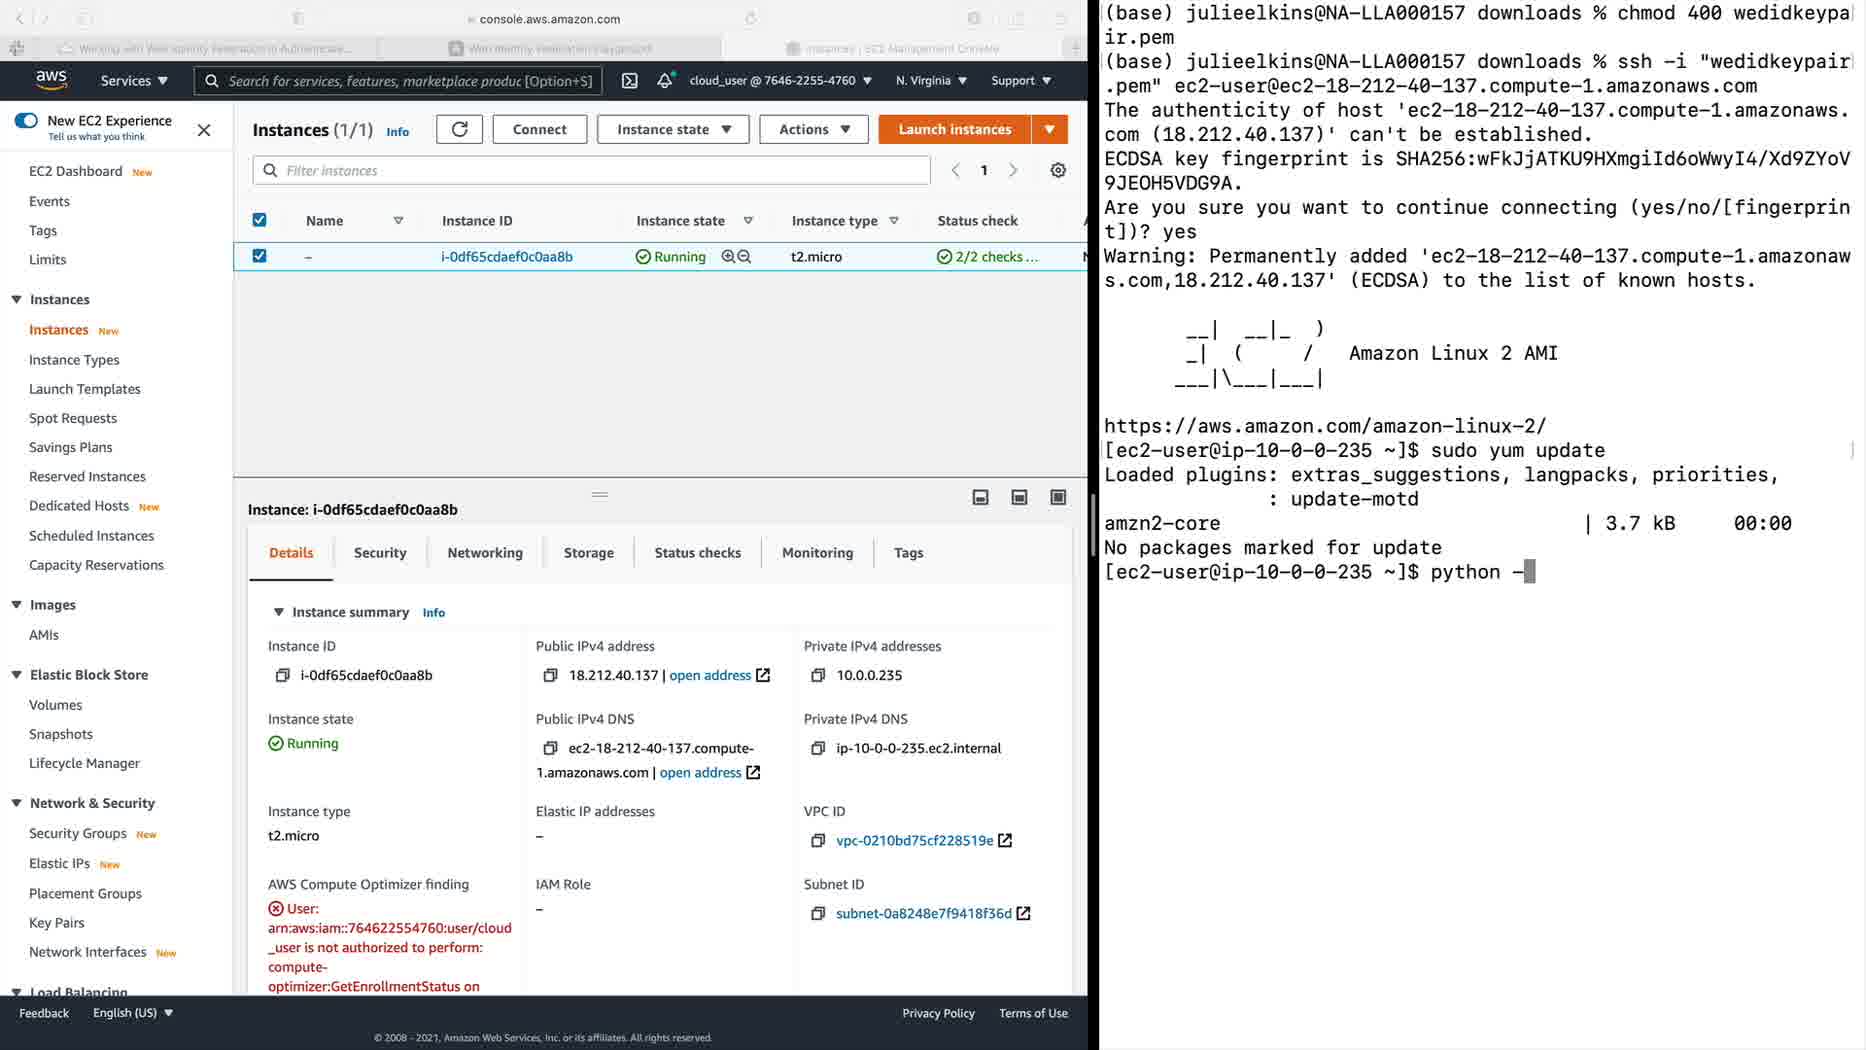 console.aws.amazon.com
Working with Web Identity Federation to Authenticate...
Web Identity Federation Playground
Instances | EC2 Management Console
aws
Services
Search for services, features, marketplace produc [Option+S]
cloud_user @ 7646-2255-4760
N. Virginia
Support
New EC2 Experience
Tell us what you think
EC2 Dashboard New
Events
Tags
Limits
Instances
Instances New
Instance Types
Launch Templates
Spot Requests
Savings Plans
Reserved Instances
Dedicated Hosts New
Scheduled Instances
Capacity Reservations
Images
AMIs
Elastic Block Store
Volumes
Snapshots
Lifecycle Manager
Network & Security
Security Groups New
Elastic IPs New
Placement Groups
Key Pairs
Network Interfaces New
Load Balancing
Instances (1/1) Info
Connect
Instance state
Actions
Launch instances
Filter instances
1
Name
Instance ID
Instance state
Instance type
Status check
–
i-0df65cdaef0c0aa8b
Running
t2.micro
2/2 checks ...
Instance: i-0df65cdaef0c0aa8b
Details
Security
Networking
Storage
Status checks
Monitoring
Tags
Instance summary Info
Instance ID
i-0df65cdaef0c0aa8b
Public IPv4 address
18.212.40.137 | open address
Private IPv4 addresses
10.0.0.235
Instance state
Running
Public IPv4 DNS
ec2-18-212-40-137.compute-
1.amazonaws.com | open address
Private IPv4 DNS
ip-10-0-0-235.ec2.internal
Instance type
t2.micro
Elastic IP addresses
–
VPC ID
vpc-0210bd75cf228519e
AWS Compute Optimizer finding
User:
arn:aws:iam::764622554760:user/cloud
_user is not authorized to perform:
compute-
optimizer:GetEnrollmentStatus on
IAM Role
–
Subnet ID
subnet-0a8248e7f9418f36d
Feedback
English (US)
Privacy Policy
Terms of Use
© 2008 - 2021, Amazon Web Services, Inc. or its affiliates. All rights reserved.
(base) julieelkins@NA-LLA000157 downloads % chmod 400 wedidkeypa
ir.pem
(base) julieelkins@NA-LLA000157 downloads % ssh -i "wedidkeypair
.pem" ec2-user@ec2-18-212-40-137.compute-1.amazonaws.com
The authenticity of host 'ec2-18-212-40-137.compute-1.amazonaws.
com (18.212.40.137)' can't be established.
ECDSA key fingerprint is SHA256:wFkJjATKU9HXmgiId6oWwyI4/Xd9ZYoV
9JEOH5VDG9A.
Are you sure you want to continue connecting (yes/no/[fingerprin
t])? yes
Warning: Permanently added 'ec2-18-212-40-137.compute-1.amazonaw
s.com,18.212.40.137' (ECDSA) to the list of known hosts.
__| __|_ )
_| ( / Amazon Linux 2 AMI
___|\___|___|
https://aws.amazon.com/amazon-linux-2/
[ec2-user@ip-10-0-0-235 ~]$ sudo yum update
Loaded plugins: extras_suggestions, langpacks, priorities,
: update-motd
amzn2-core | 3.7 kB 00:00
No packages marked for update
[ec2-user@ip-10-0-0-235 ~]$ python -